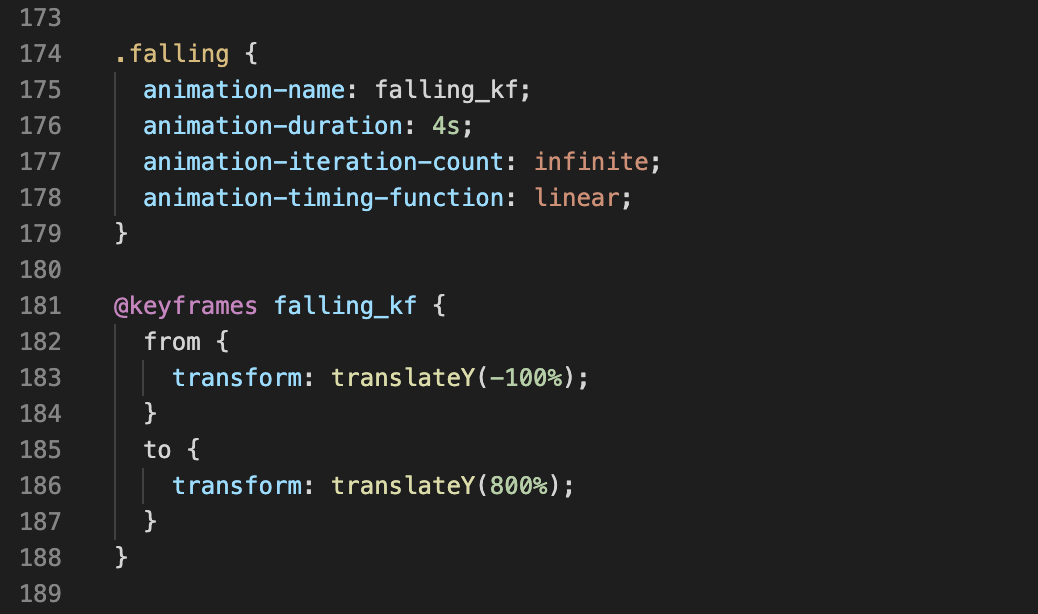 173
174 .falling {
175 animation-name: falling_kf;
176 animation-duration: 4s;
177 animation-iteration-count: infinite;
178 animation-timing-function: linear;
179 }
180
181 @keyframes falling_kf {
182 from {
183 transform: translateY(-100%);
184 }
185 to {
186 transform: translateY(800%);
187 }
188 }
189